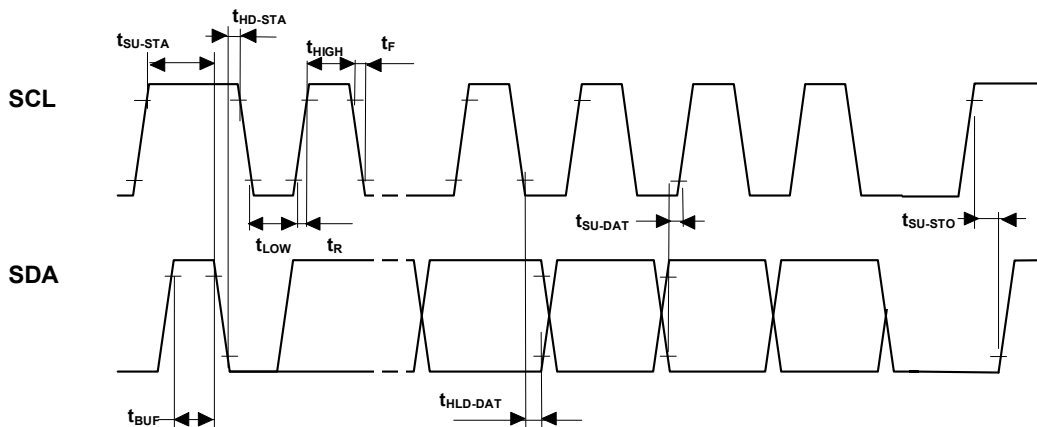 tHD-STA
tSU-STA tHIGH tF
SCL
tSU-DAT tSU-STO
tLOW tR
SDA
tBUF tHLD-DAT